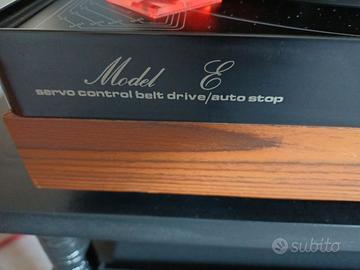 Model E
servo control belt drive/auto stop
subito